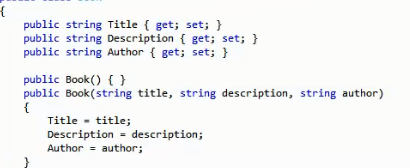 {
public string Title { get; set; }
public string Description { get; set; }
public string Author { get; set; }
public Book() { }
public Book(string title, string description, string author)
{
Title = title;
Description = description;
Author = author;
}